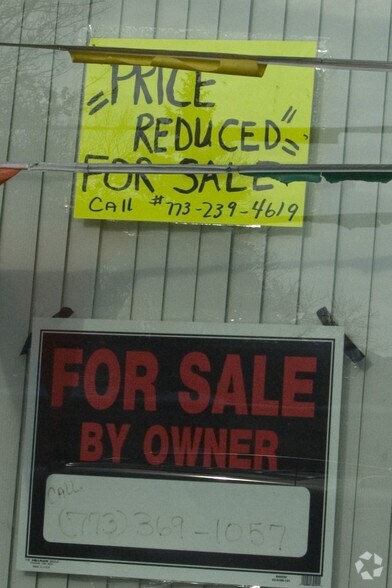 "PRICE
REDUCED"
FOR SALE
CAll #773-239-4619
FOR SALE
BY OWNER
CALL
(773) 369-1057